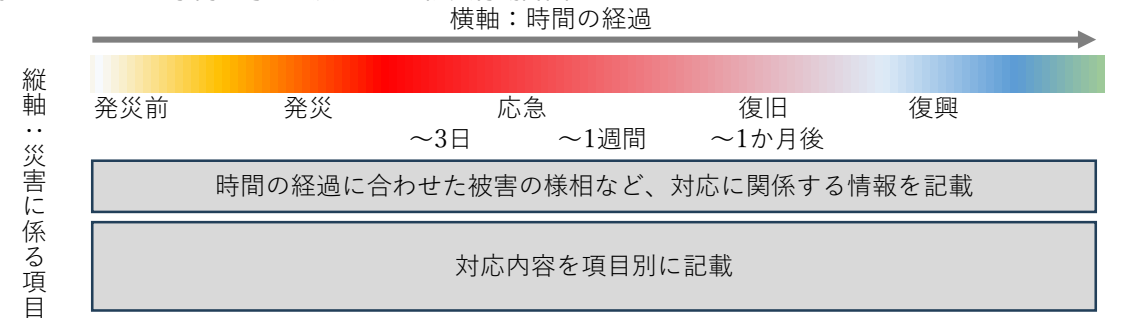 横軸：時間の経過
縦軸：災害に係る項目
発災前 発災 応急 復旧 復興
～3日 ～1週間 ～1か月後
時間の経過に合わせた被害の様相など、対応に関係する情報を記載
対応内容を項目別に記載